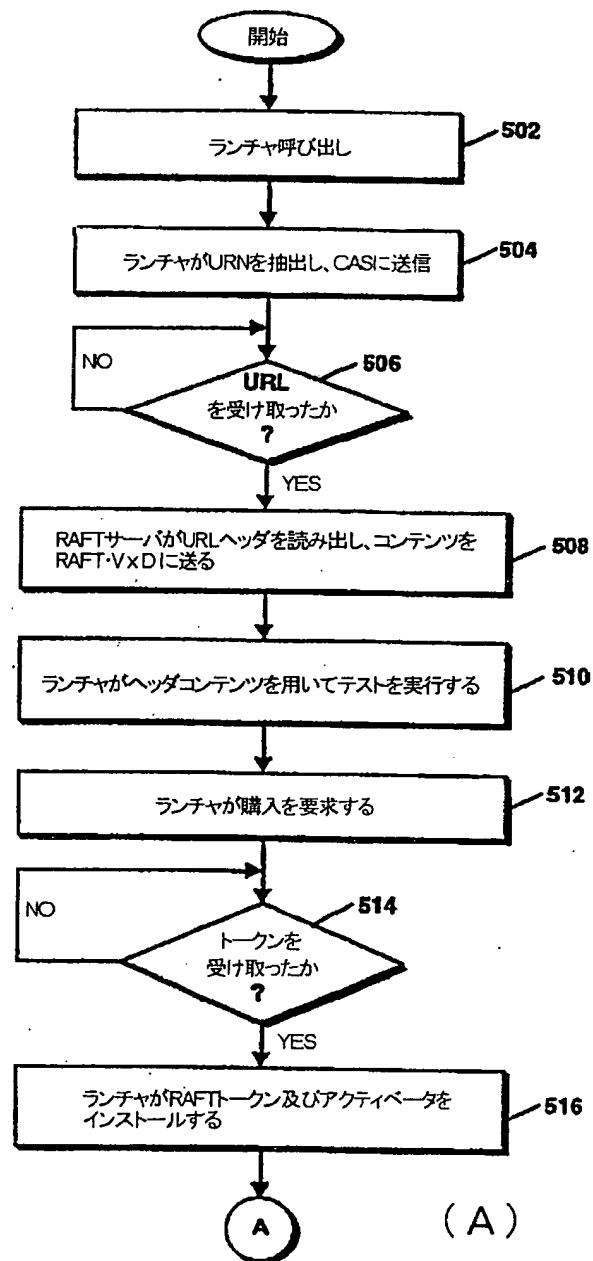 開始
ランチャ呼び出し
502
ランチャがURNを抽出し、CASに送信
504
NO
506
URL
を受け取ったか
?
YES
RAFTサーバがURLヘッダを読み出し、コンテンツを
RAFT・VxDに送る
508
ランチャがヘッダコンテンツを用いてテストを実行する
510
ランチャが購入を要求する
512
NO
514
トークンを
受け取ったか
?
YES
ランチャがRAFTトークン及びアクティベータを
インストールする
516
A
(A)